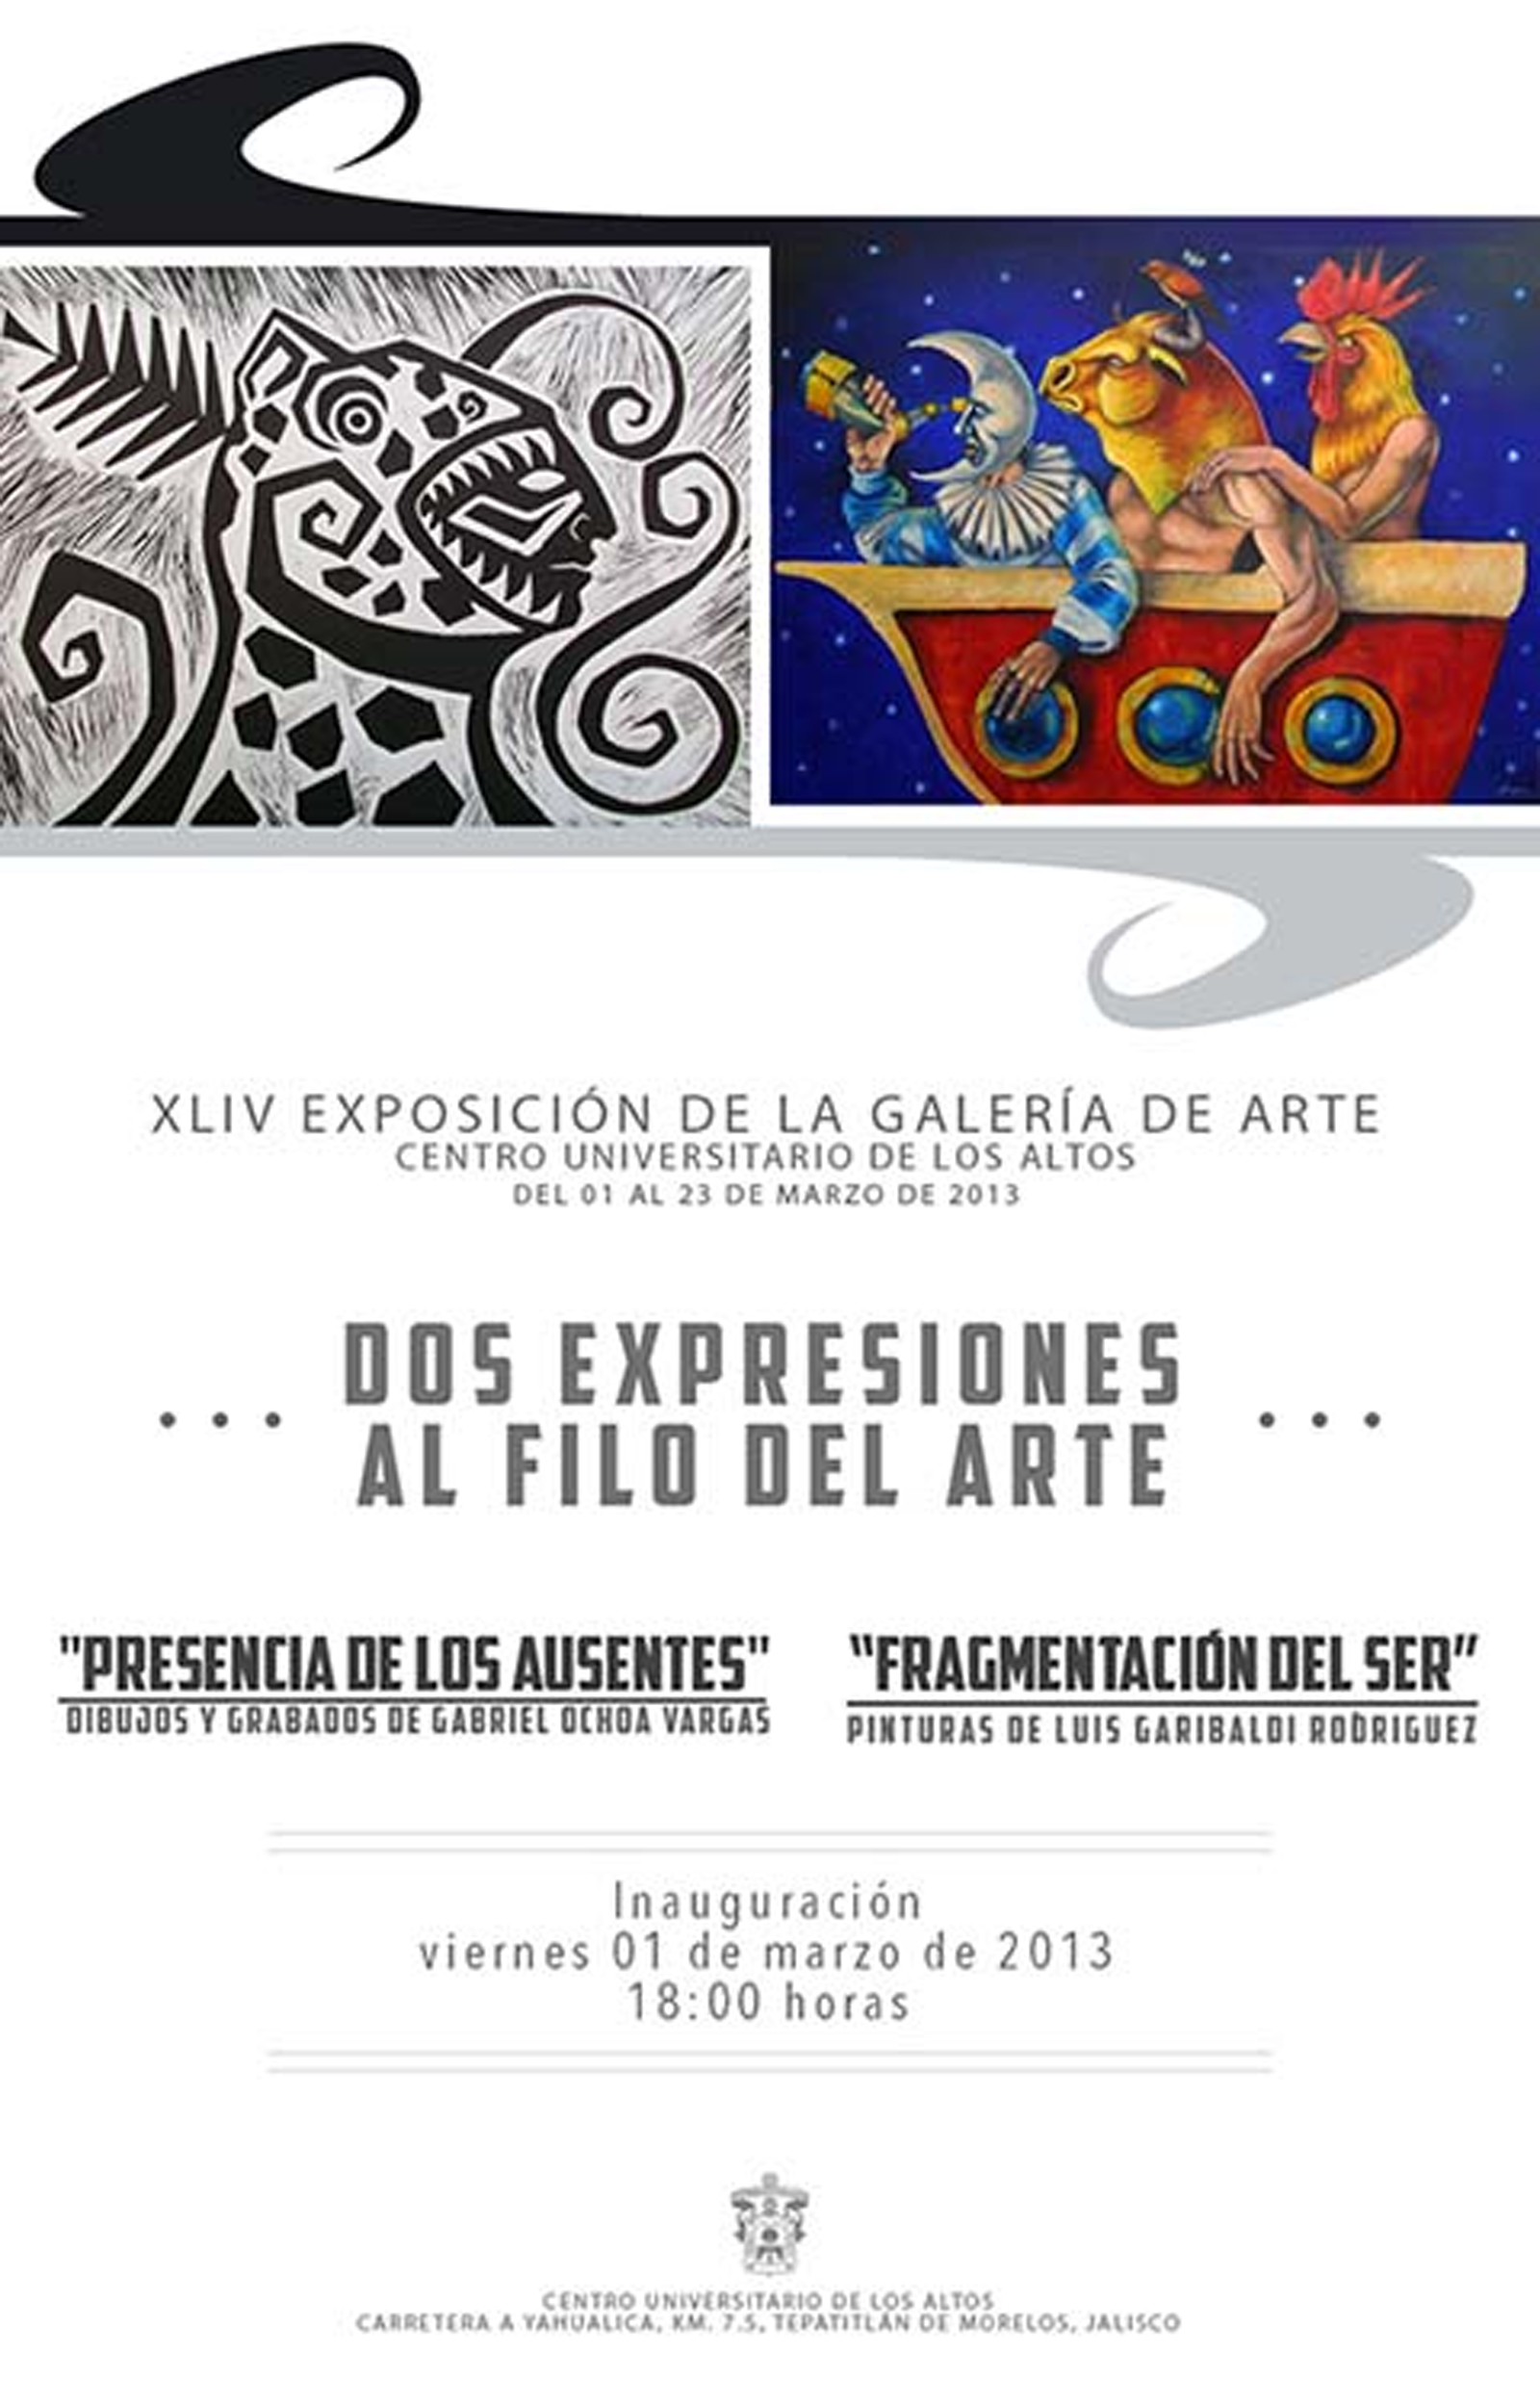 XLIV EXPOSICIÓN DE LA GALERÍA DE ARTE
CENTRO UNIVERSITARIO DE LOS ALTOS
DEL 01 AL 23 DE MARZO DE 2013
... DOS EXPRESIONES ...
AL FILO DEL ARTE
"PRESENCIA DE LOS AUSENTES"
DIBUJOS Y GRABADOS DE GABRIEL OCHOA VARGAS
“FRAGMENTACIÓN DEL SER”
PINTURAS DE LUIS GARIBALDI RODRIGUEZ
Inauguración
viernes 01 de marzo de 2013
18:00 horas
CENTRO UNIVERSITARIO DE LOS ALTOS
CARRETERA A YAHUALICA, KM. 7.5, TEPATITLÁN DE MORELOS, JALISCO